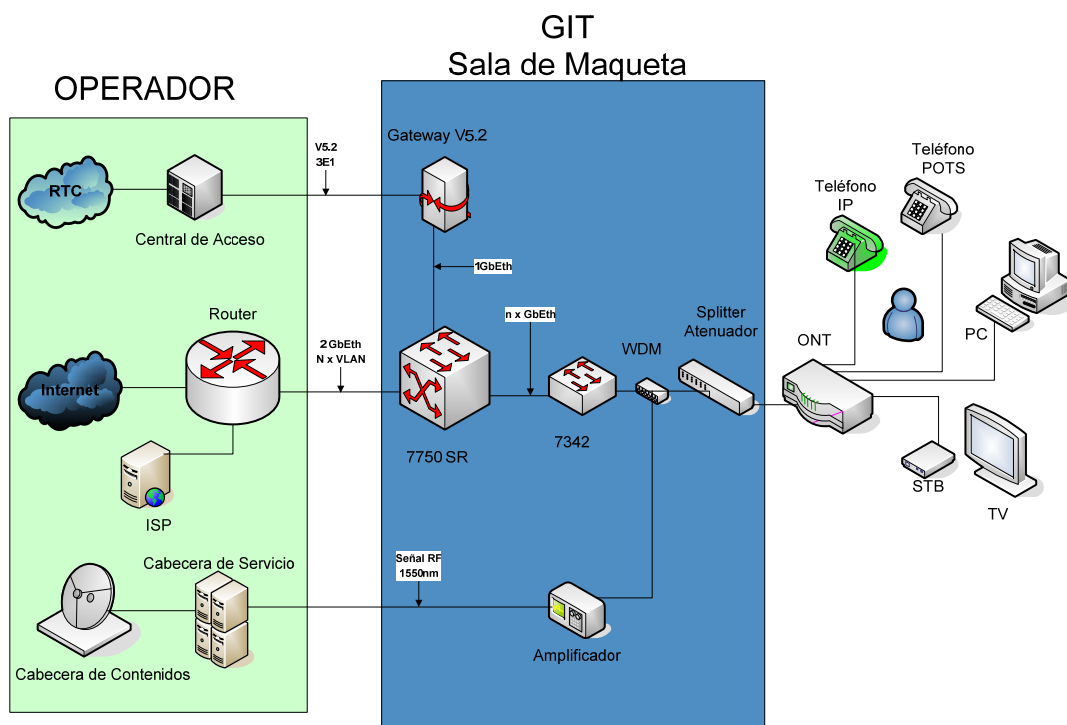 GIT
Sala de Maqueta
OPERADOR
Gateway V5.2
V5.2
3E1
RTC
Central de Acceso
Teléfono
POTS
Teléfono
IP
1GbEth
Router
2GbEth
N x VLAN
n x GbEth
Splitter
Atenuador
WDM
ONT
PC
Internet
7750 SR
7342
ISP
STB
TV
Señal RF
1550nm
Cabecera de Servicio
Amplificador
Cabecera de Contenidos